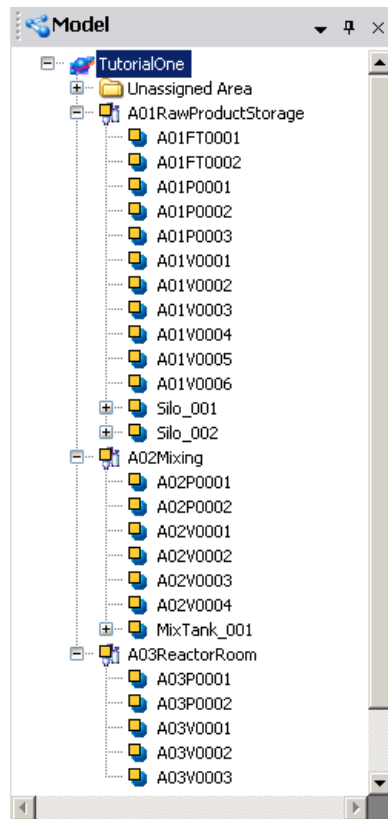 Model
TutorialOne
Unassigned Area
A01RawProductStorage
A01FT0001
A01FT0002
A01P0001
A01P0002
A01P0003
A01V0001
A01V0002
A01V0003
A01V0004
A01V0005
A01V0006
Silo_001
Silo_002
A02Mixing
A02P0001
A02P0002
A02V0001
A02V0002
A02V0003
A02V0004
MixTank_001
A03ReactorRoom
A03P0001
A03P0002
A03V0001
A03V0002
A03V0003